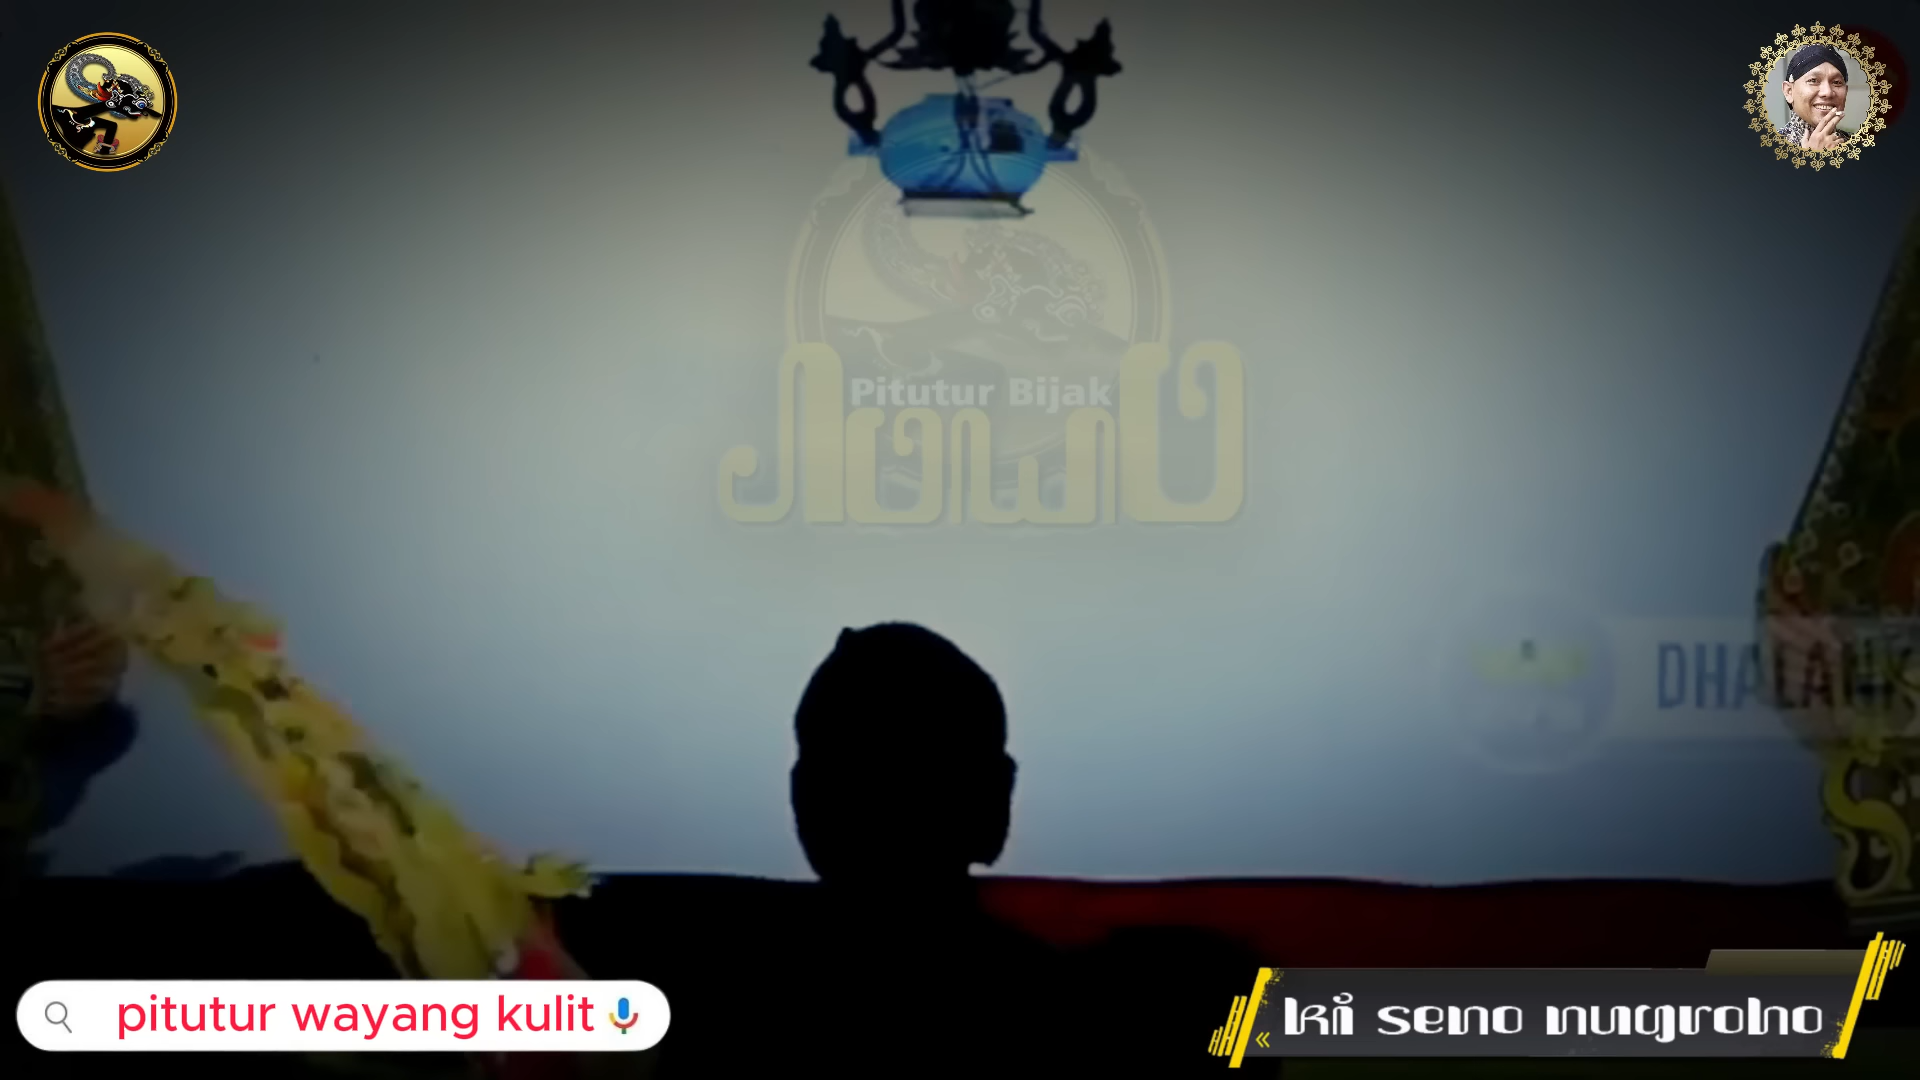 Pitutur Bijak
DHALANG
pitutur wayang kulit
« ki seno nugroho